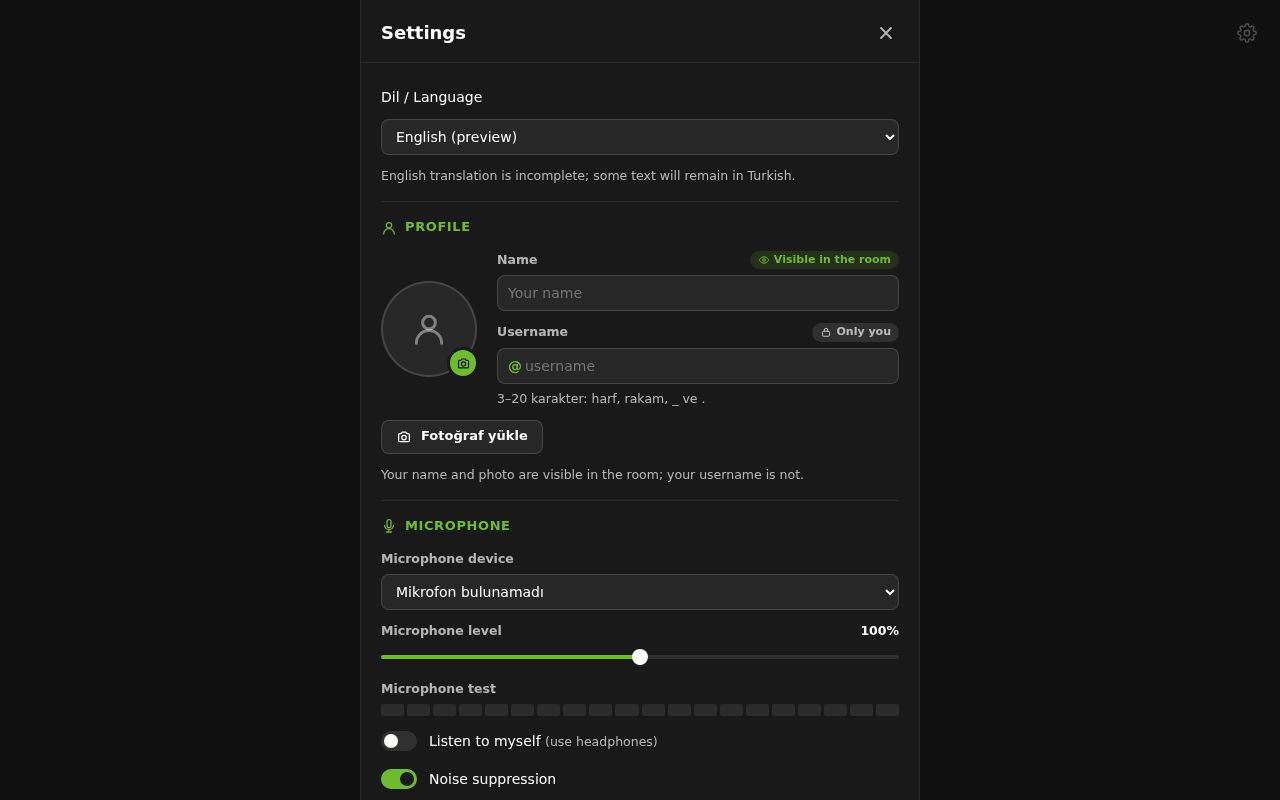 Settings
Dil / Language
English (preview)
English translation is incomplete; some text will remain in Turkish.
PROFILE
Name
Visible in the room
Your name
Username
Only you
@ username
3–20 karakter: harf, rakam, _ ve .
Fotoğraf yükle
Your name and photo are visible in the room; your username is not.
MICROPHONE
Microphone device
Mikrofon bulunamadı
Microphone level
100%
Microphone test
Listen to myself (use headphones)
Noise suppression